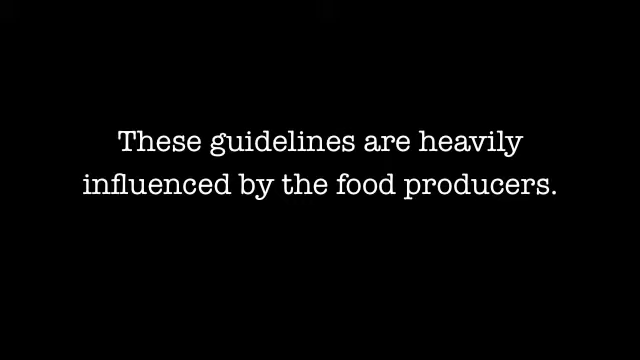 These guidelines are heavily
influenced by the food producers.